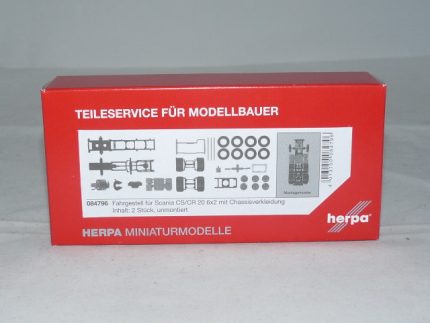 TEILESERVICE FÜR MODELLBAUER
084796 Fahrgestell für Scania CS/CR 20 6x2 mit Chassisverkleidung
Inhalt: 2 Stück, unmontiert
herpa
HERPA MINIATURMODELLE